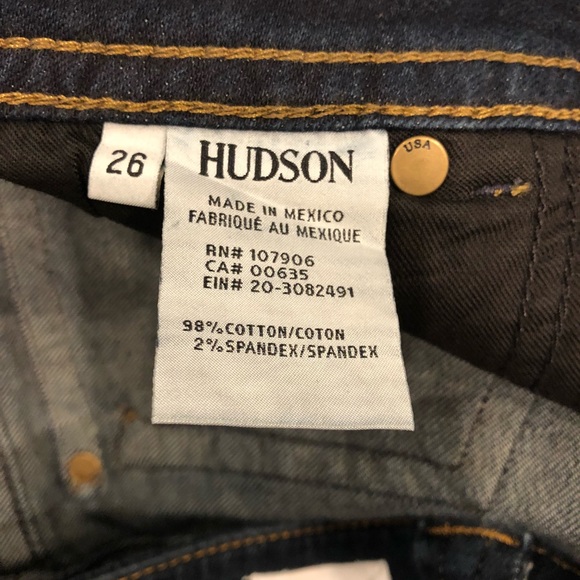 26
HUDSON
USA
MADE IN MEXICO
FABRIQUÉ AU MEXIQUE
RN# 107906
CA# 00635
EIN# 20-3082491
98%COTTON/COTON
2%SPANDEX/SPANDEX